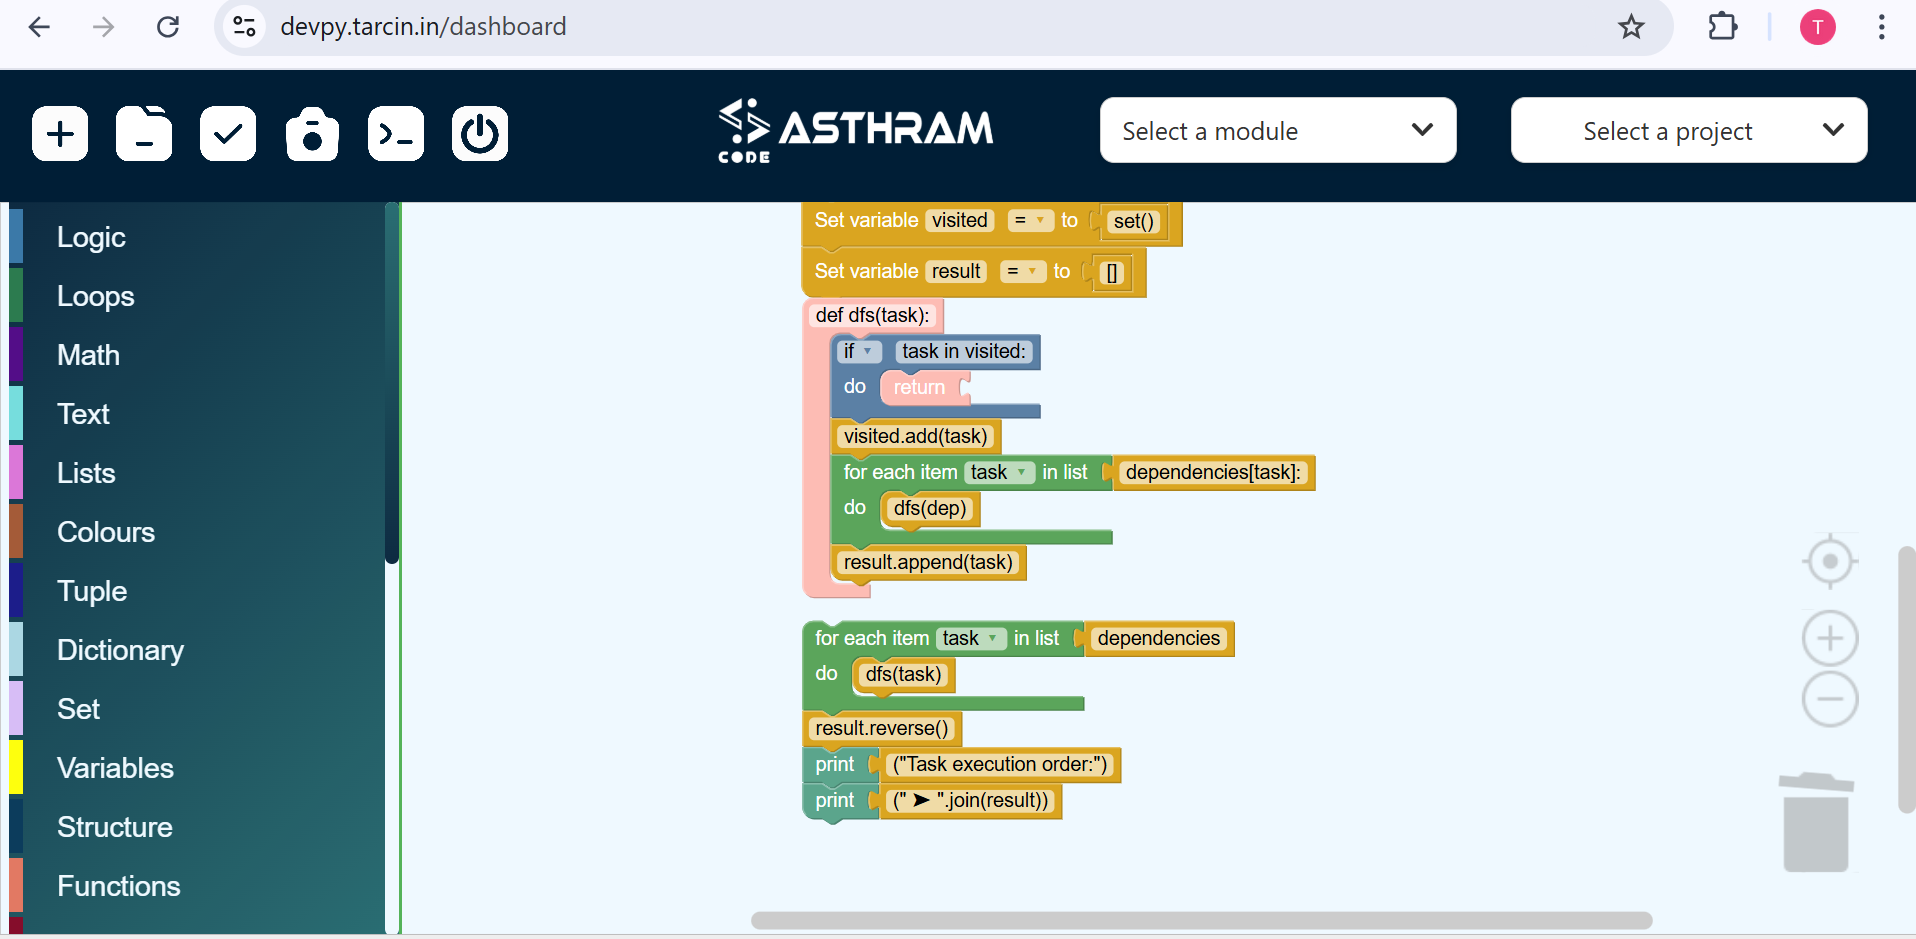 devpy.tarcin.in/dashboard
T
CODE
ASTHRAM
Select a module
Select a project
Logic
Loops
Math
Text
Lists
Colours
Tuple
Dictionary
Set
Variables
Structure
Functions
Set variable visited = to set()
Set variable result = to []
def dfs(task):
if task in visited:
do return
visited.add(task)
for each item task in list dependencies[task]:
do dfs(dep)
result.append(task)
for each item task in list dependencies
do dfs(task)
result.reverse()
print ("Task execution order:")
print (" ➤ ".join(result))